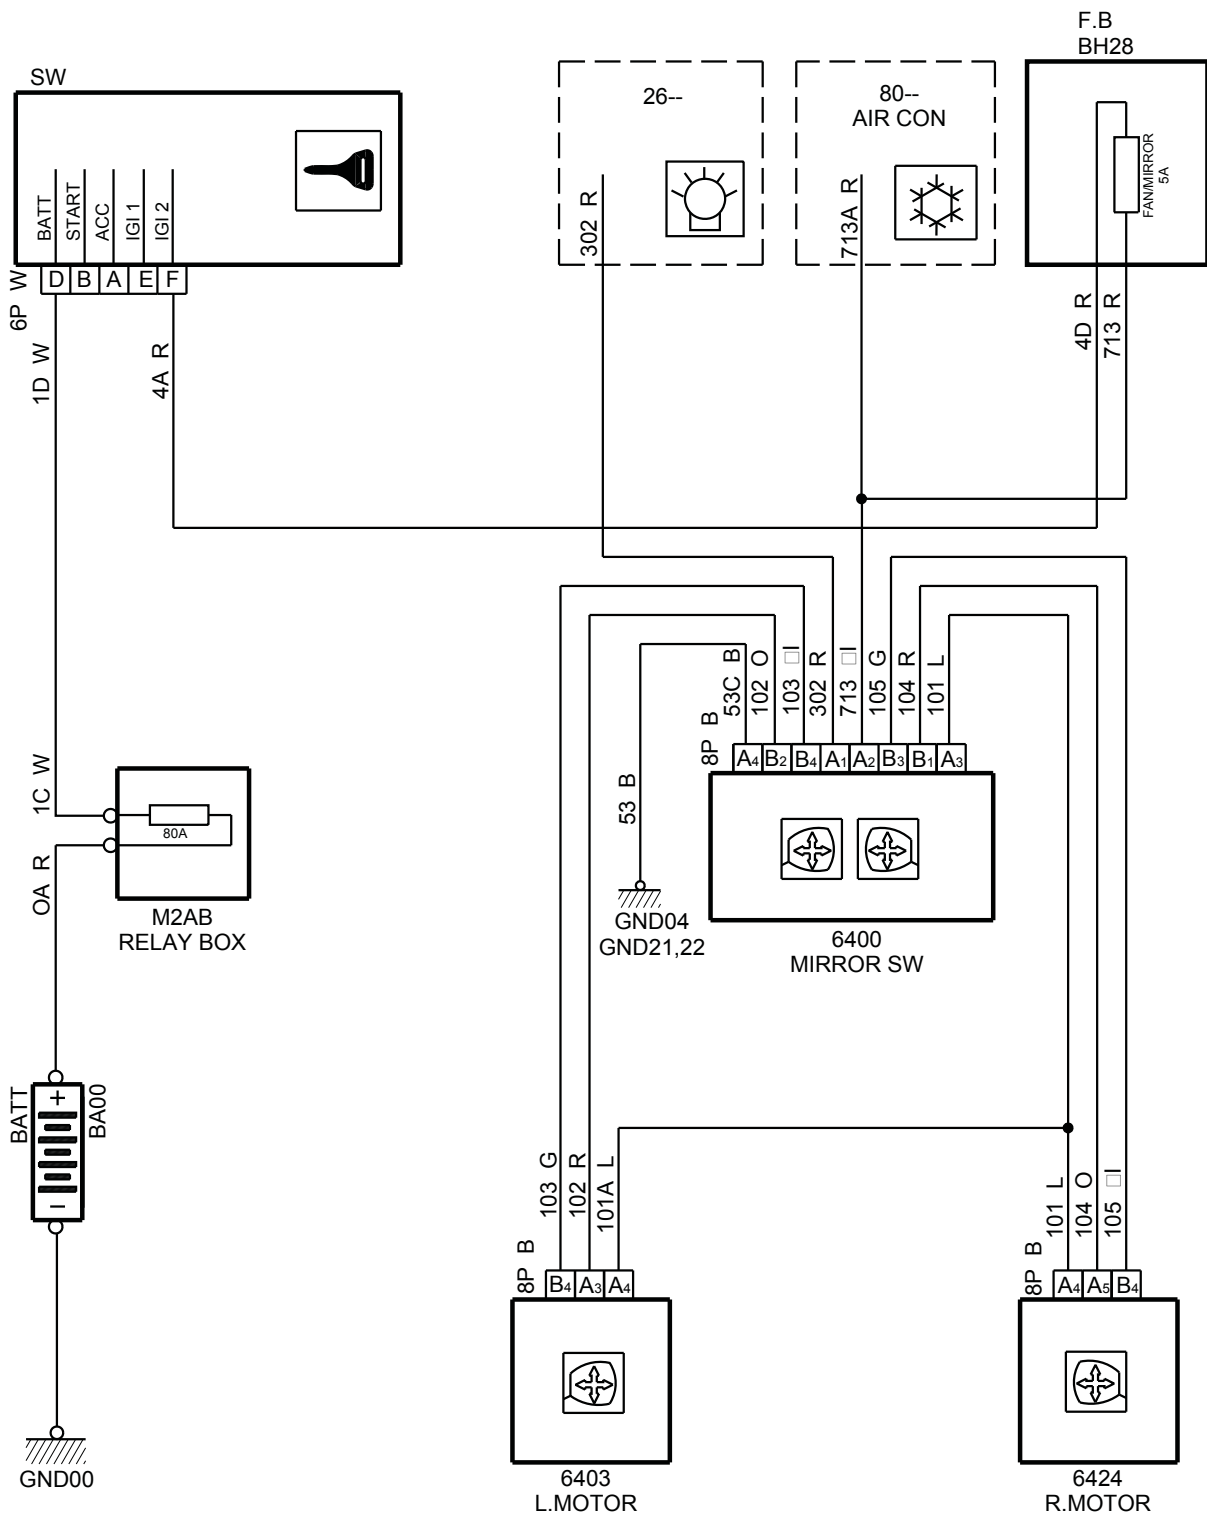 F.B
BH28
SW
26--
80--
AIR CON
FAN/MIRROR
5A
BATT
START
ACC
IGI 1
IGI 2
302 R
713A R
6P W
D B A E F
1D W
4A R
4D R
713 R
8P B
53C B
102 O
103 □I
302 R
713 □I
105 G
104 R
101 L
A4 B2 B4 A1 A2 B3 B1 A3
1C W
80A
53 B
OA R
M2AB
RELAY BOX
GND04
GND21,22
6400
MIRROR SW
BATT
+
−
BA00
103 G
102 R
101A L
101 L
104 O
105 □I
8P B
B4 A3 A4
8P B
A4 A5 B4
GND00
6403
L.MOTOR
6424
R.MOTOR